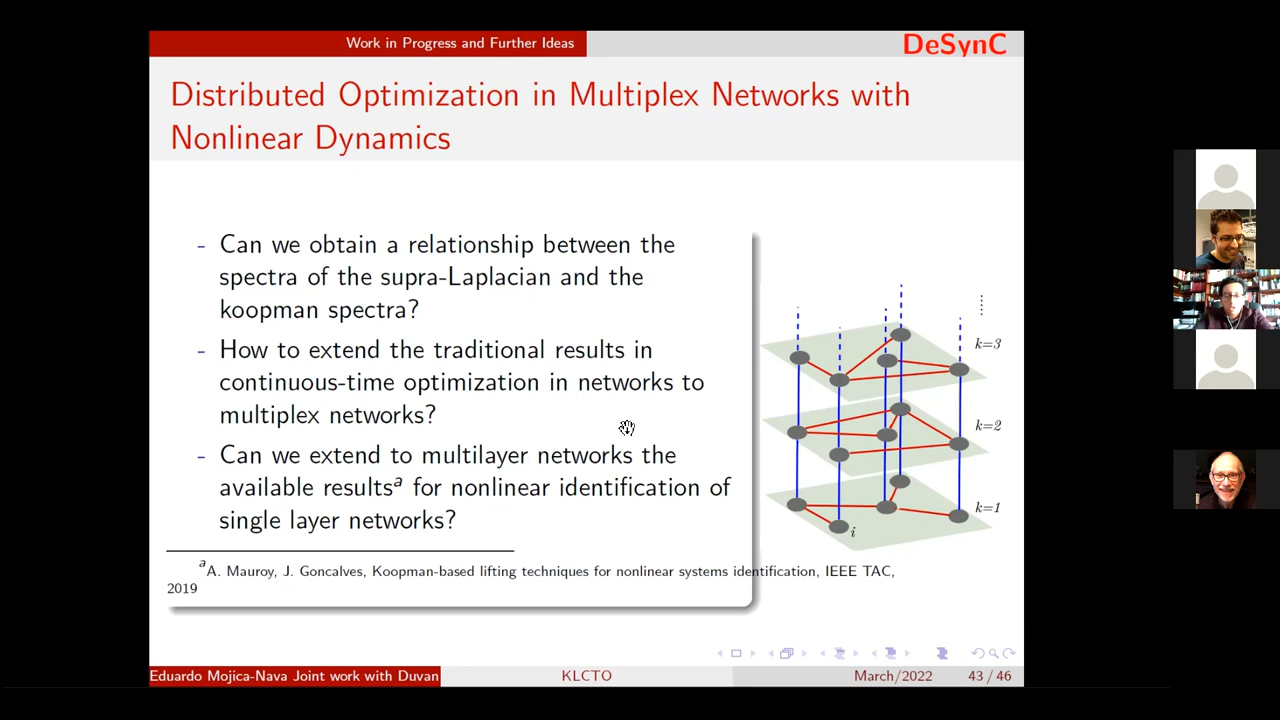 Work in Progress and Further Ideas
DeSynC
Distributed Optimization in Multiplex Networks with
Nonlinear Dynamics
- Can we obtain a relationship between the
spectra of the supra-Laplacian and the
koopman spectra?
- How to extend the traditional results in
continuous-time optimization in networks to
multiplex networks?
- Can we extend to multilayer networks the
available resultsᵃ for nonlinear identification of
single layer networks?
k=3
k=2
k=1
i
ᵃA. Mauroy, J. Goncalves, Koopman-based lifting techniques for nonlinear systems identification, IEEE TAC,
2019
Eduardo Mojica-Nava Joint work with Duvan
KLCTO
March/2022
43 / 46